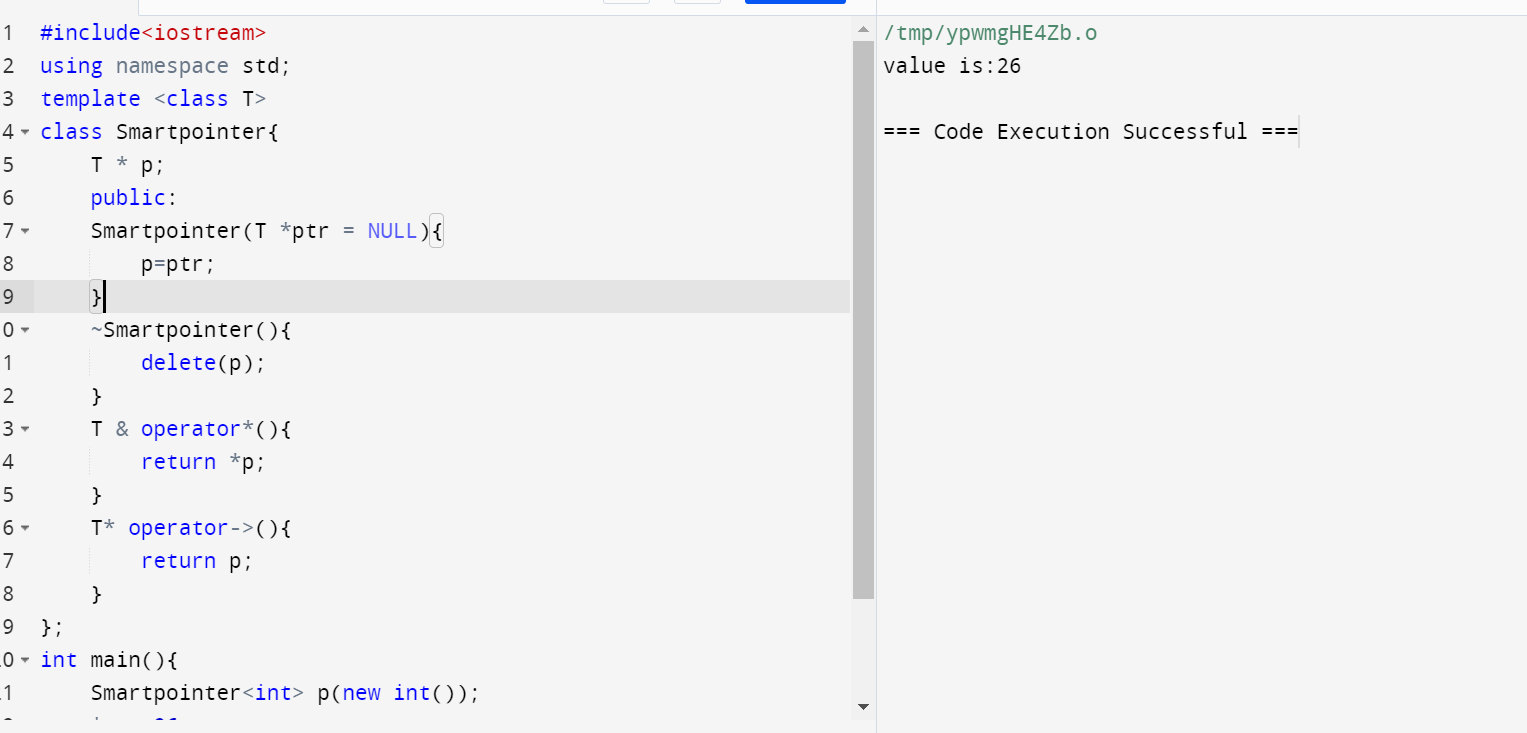 1 #include<iostream>
2 using namespace std;
3 template <class T>
4 class Smartpointer{
5 T * p;
6 public:
7 Smartpointer(T *ptr = NULL){
8 p=ptr;
9 }
0 ~Smartpointer(){
1 delete(p);
2 }
3 T & operator*(){
4 return *p;
5 }
6 T* operator->(){
7 return p;
8 }
9 };
0 int main(){
1 Smartpointer<int> p(new int());
/tmp/ypwmgHE4Zb.o
value is:26
=== Code Execution Successful ===